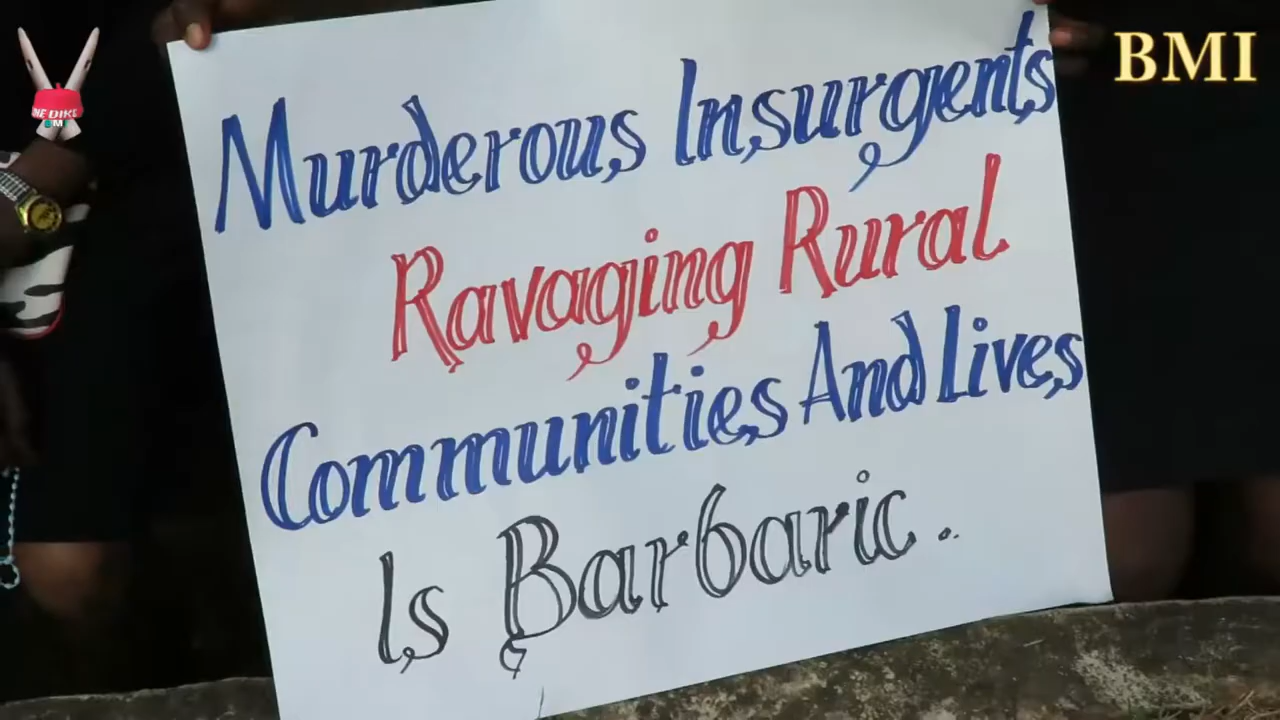 BMI
Murderous Insurgents
Ravaging Rural
Communities And Lives
Is Barbaric.